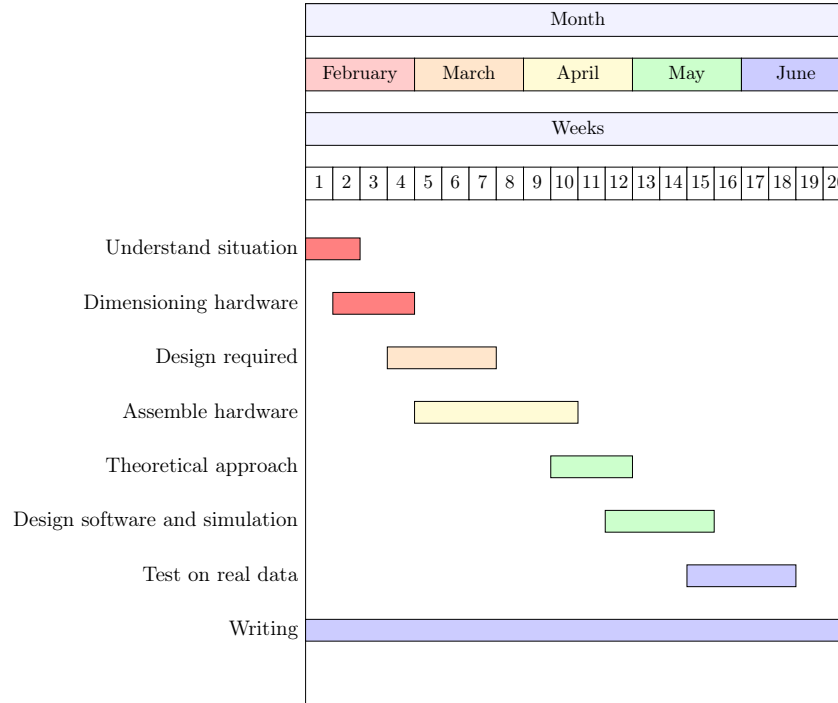 Month
February March April May June
Weeks
1 2 3 4 5 6 7 8 9 10 11 12 13 14 15 16 17 18 19 20
Understand situation
Dimensioning hardware
Design required
Assemble hardware
Theoretical approach
Design software and simulation
Test on real data
Writing